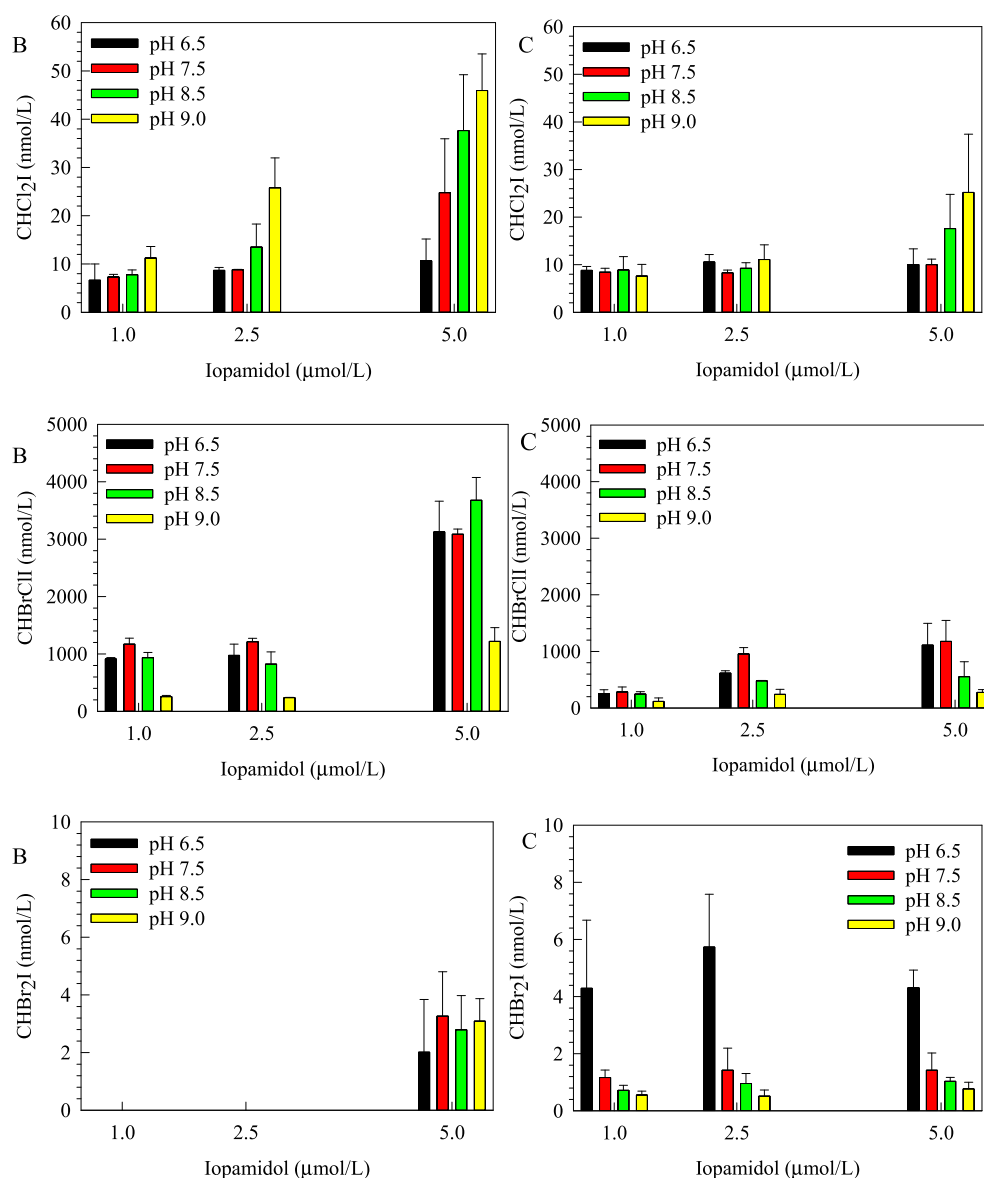 B
60
50
40
30
20
10
0
CHCl2I (nmol/L)
pH 6.5
pH 7.5
pH 8.5
pH 9.0
1.0 2.5 5.0
Iopamidol (μmol/L)
C
60
50
40
30
20
10
0
CHCl2I (nmol/L)
pH 6.5
pH 7.5
pH 8.5
pH 9.0
1.0 2.5 5.0
Iopamidol (μmol/L)
B
5000
4000
3000
2000
1000
0
CHBrClI (nmol/L)
pH 6.5
pH 7.5
pH 8.5
pH 9.0
1.0 2.5 5.0
Iopamidol (μmol/L)
C
5000
4000
3000
2000
1000
0
CHBrClI (nmol/L)
pH 6.5
pH 7.5
pH 8.5
pH 9.0
1.0 2.5 5.0
Iopamidol (μmol/L)
B
10
8
6
4
2
0
CHBr2I (nmol/L)
pH 6.5
pH 7.5
pH 8.5
pH 9.0
1.0 2.5 5.0
Iopamidol (μmol/L)
C
10
8
6
4
2
0
CHBr2I (nmol/L)
pH 6.5
pH 7.5
pH 8.5
pH 9.0
1.0 2.5 5.0
Iopamidol (μmol/L)